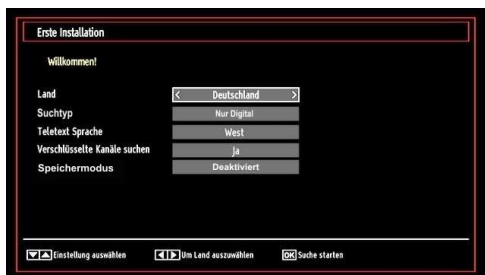 Erste Installation
Willkommen!
Land < Deutschland >
Suchtyp Nur Digital
Teletext Sprache West
Verschlüsselte Kanäle suchen Ja
Speichermodus Deaktiviert
Einstellung auswählen Um Land auszuwählen OK Suche starten